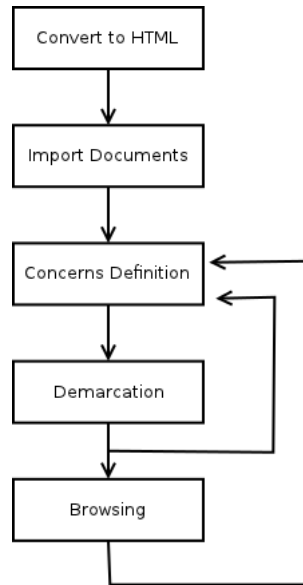 Convert to HTML
Import Documents
Concerns Definition
Demarcation
Browsing